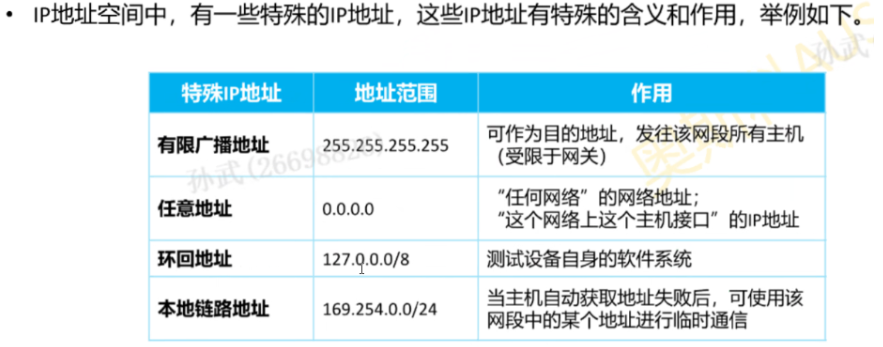 • IP地址空间中，有一些特殊的IP地址，这些IP地址有特殊的含义和作用，举例如下。
特殊IP地址 地址范围 作用
有限广播地址 255.255.255.255 可作为目的地址，发往该网段所有主机
（受限于网关）
任意地址 0.0.0.0 “任何网络”的网络地址；
“这个网络上这个主机接口”的IP地址
环回地址 127.0.0.0/8 测试设备自身的软件系统
本地链路地址 169.254.0.0/24 当主机自动获取地址失败后，可使用该
网段中的某个地址进行临时通信
孙武